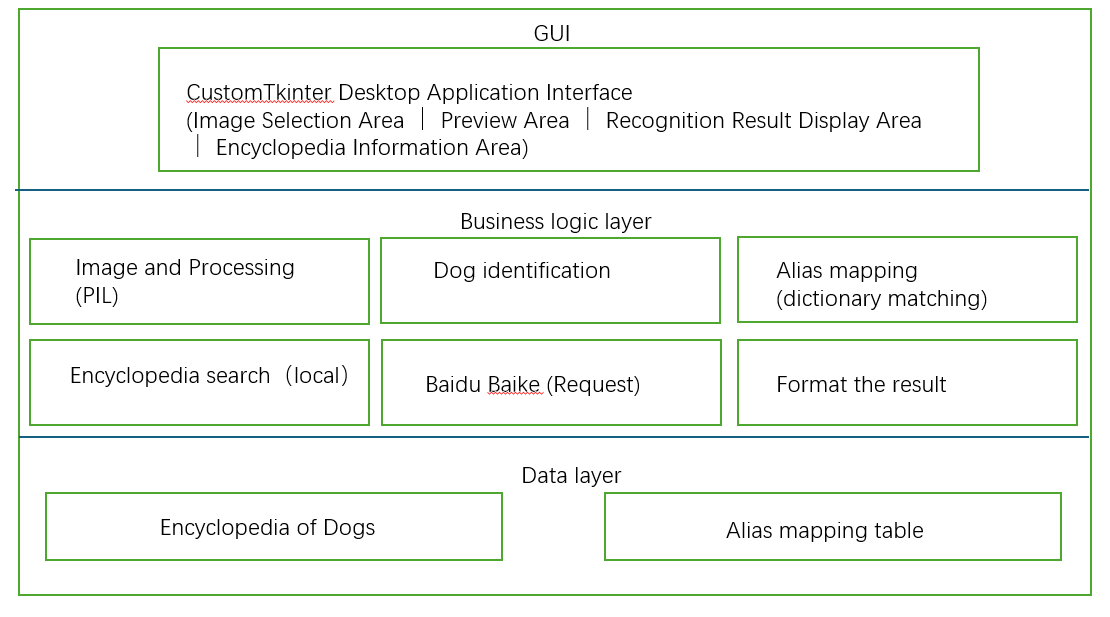 GUI
CustomTkinter Desktop Application Interface
(Image Selection Area ｜ Preview Area ｜ Recognition Result Display Area
｜ Encyclopedia Information Area)
Business logic layer
Image and Processing
(PIL)
Dog identification
Alias mapping
(dictionary matching)
Encyclopedia search（local）
Baidu Baike (Request)
Format the result
Data layer
Encyclopedia of Dogs
Alias mapping table